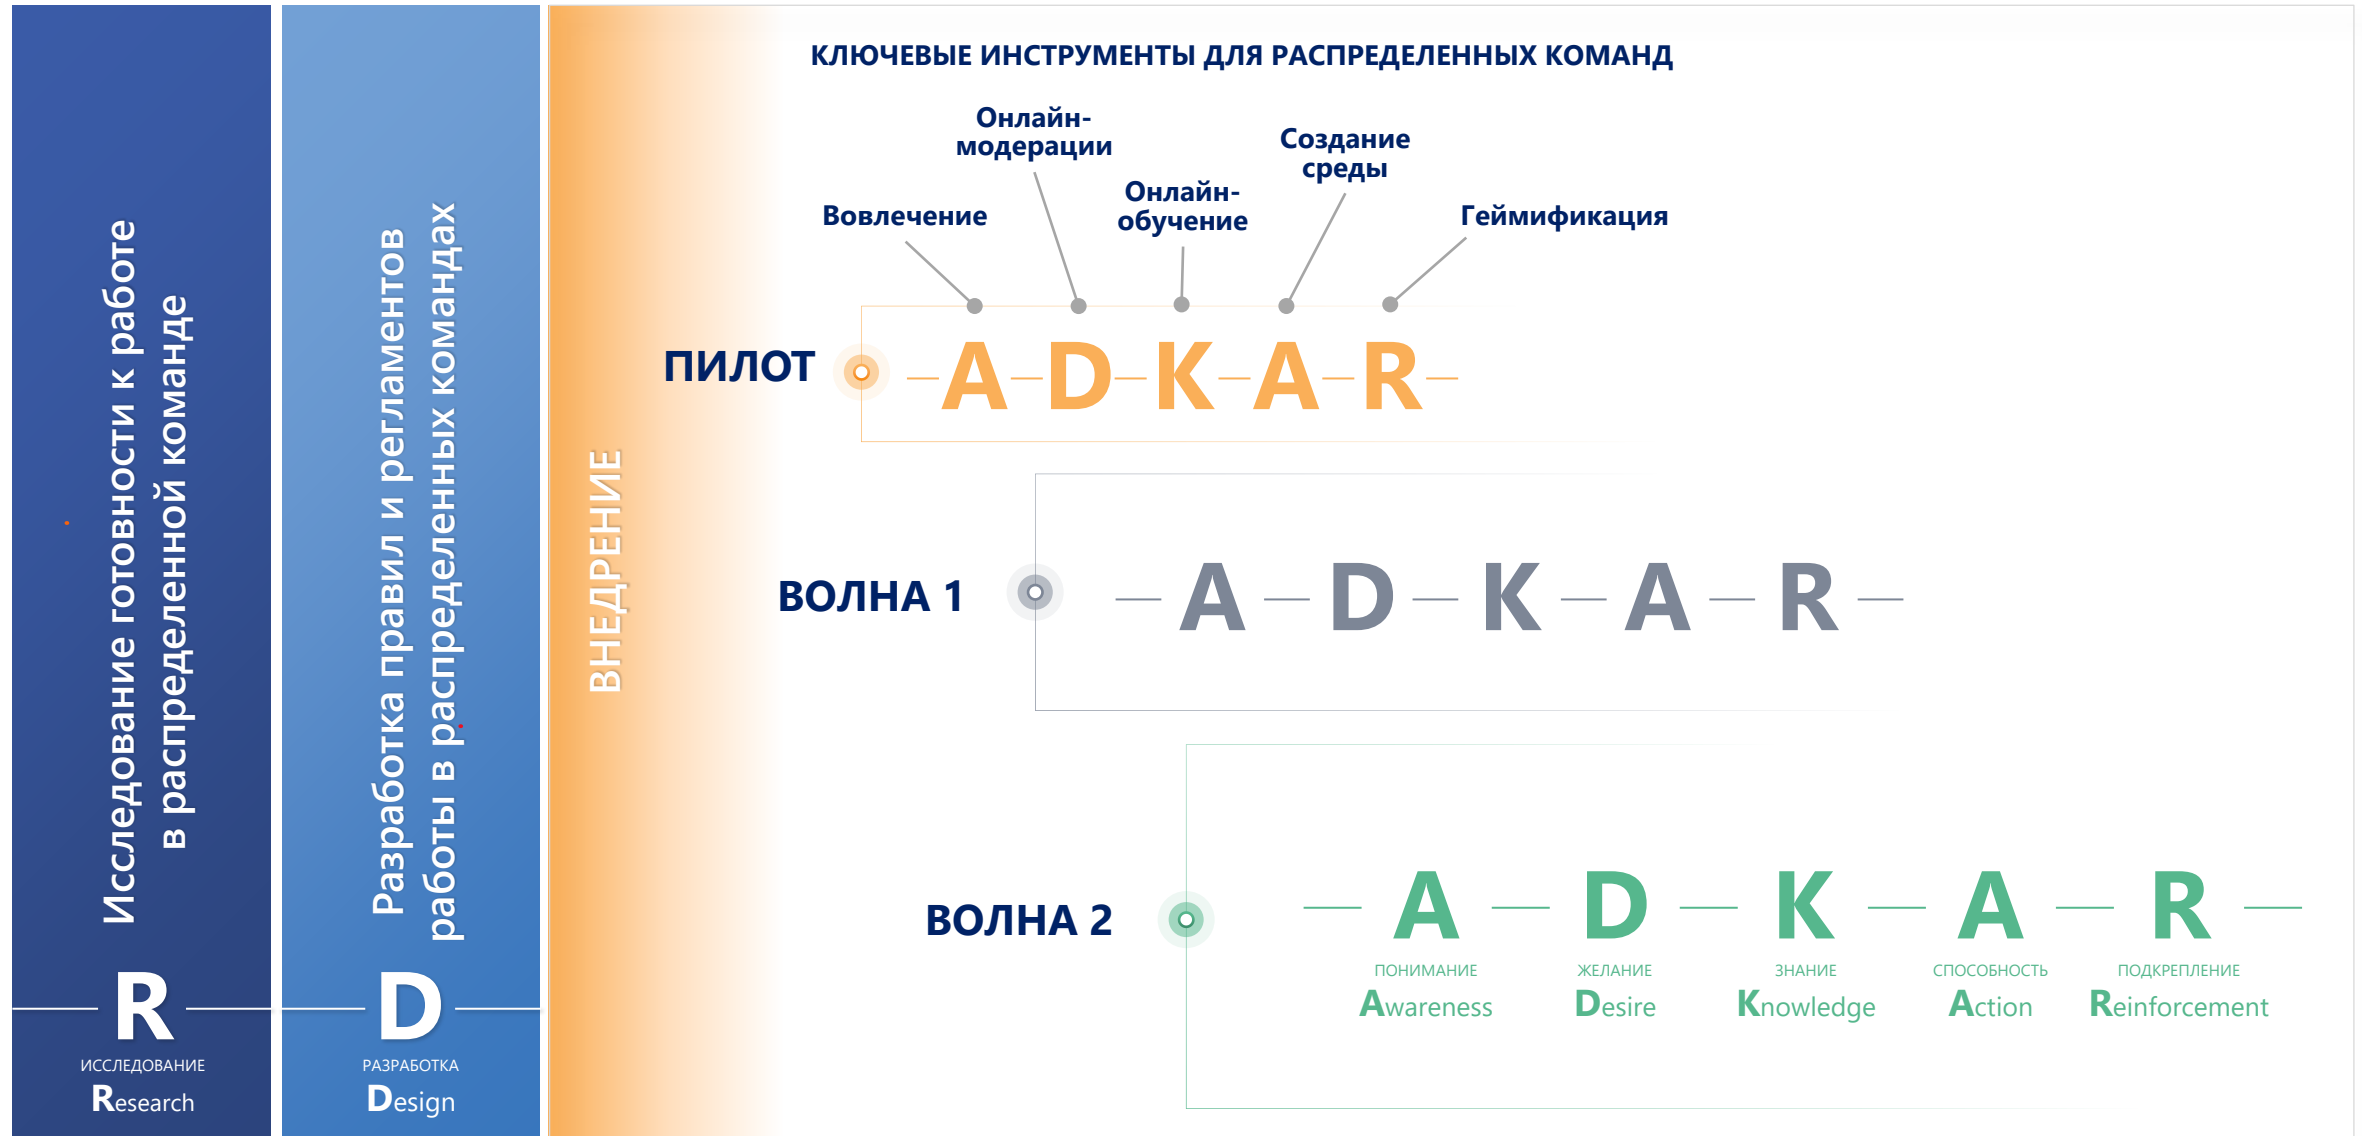 Исследование готовности к работе
в распределенной команде
R
ИССЛЕДОВАНИЕ
Research
Разработка правил и регламентов
работы в распределенных командах
D
РАЗРАБОТКА
Design
ВНЕДРЕНИЕ
КЛЮЧЕВЫЕ ИНСТРУМЕНТЫ ДЛЯ РАСПРЕДЕЛЕННЫХ КОМАНД
Вовлечение
Онлайн-
модерации
Онлайн-
обучение
Создание
среды
Геймификация
ПИЛОТ
A D K A R
ВОЛНА 1
A D K A R
ВОЛНА 2
A D K A R
ПОНИМАНИЕ ЖЕЛАНИЕ ЗНАНИЕ СПОСОБНОСТЬ ПОДКРЕПЛЕНИЕ
Awareness Desire Knowledge Action Reinforcement